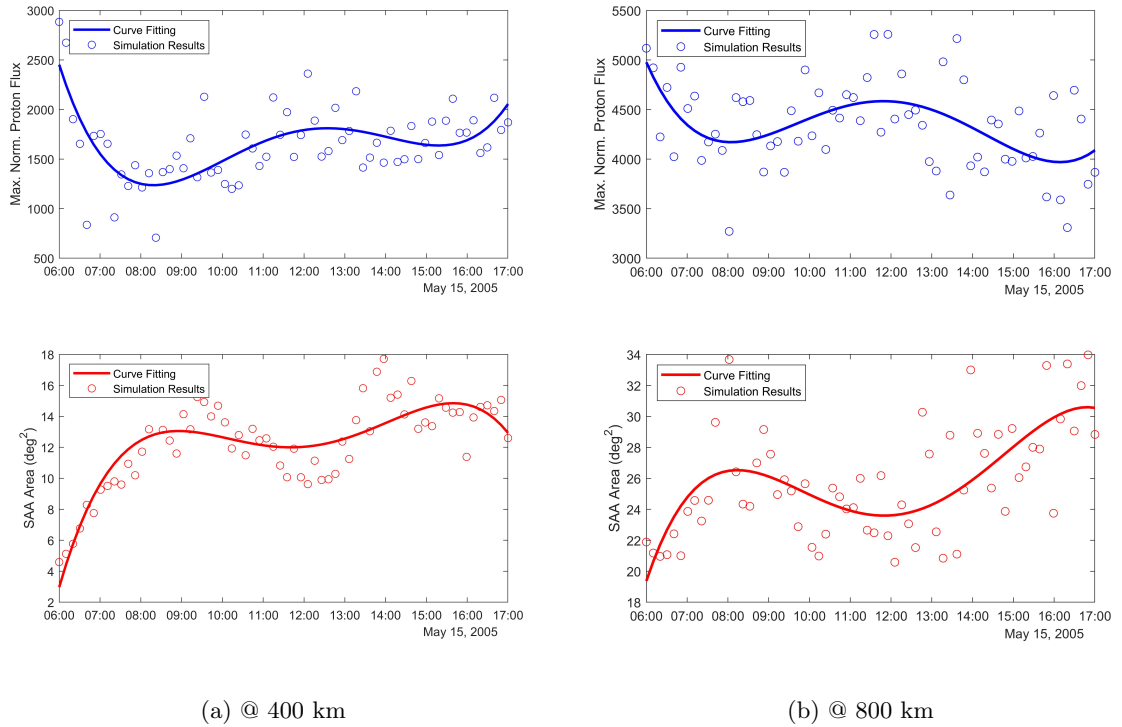 3000
2500
2000
1500
1000
500
Max. Norm. Proton Flux
Curve Fitting
Simulation Results
06:00 07:00 08:00 09:00 10:00 11:00 12:00 13:00 14:00 15:00 16:00 17:00
May 15, 2005
5500
5000
4500
4000
3500
3000
Max. Norm. Proton Flux
Curve Fitting
Simulation Results
06:00 07:00 08:00 09:00 10:00 11:00 12:00 13:00 14:00 15:00 16:00 17:00
May 15, 2005
18
16
14
12
10
8
6
4
2
SAA Area (deg²)
Curve Fitting
Simulation Results
06:00 07:00 08:00 09:00 10:00 11:00 12:00 13:00 14:00 15:00 16:00 17:00
May 15, 2005
34
32
30
28
26
24
22
20
18
SAA Area (deg²)
Curve Fitting
Simulation Results
06:00 07:00 08:00 09:00 10:00 11:00 12:00 13:00 14:00 15:00 16:00 17:00
May 15, 2005
(a) @ 400 km
(b) @ 800 km